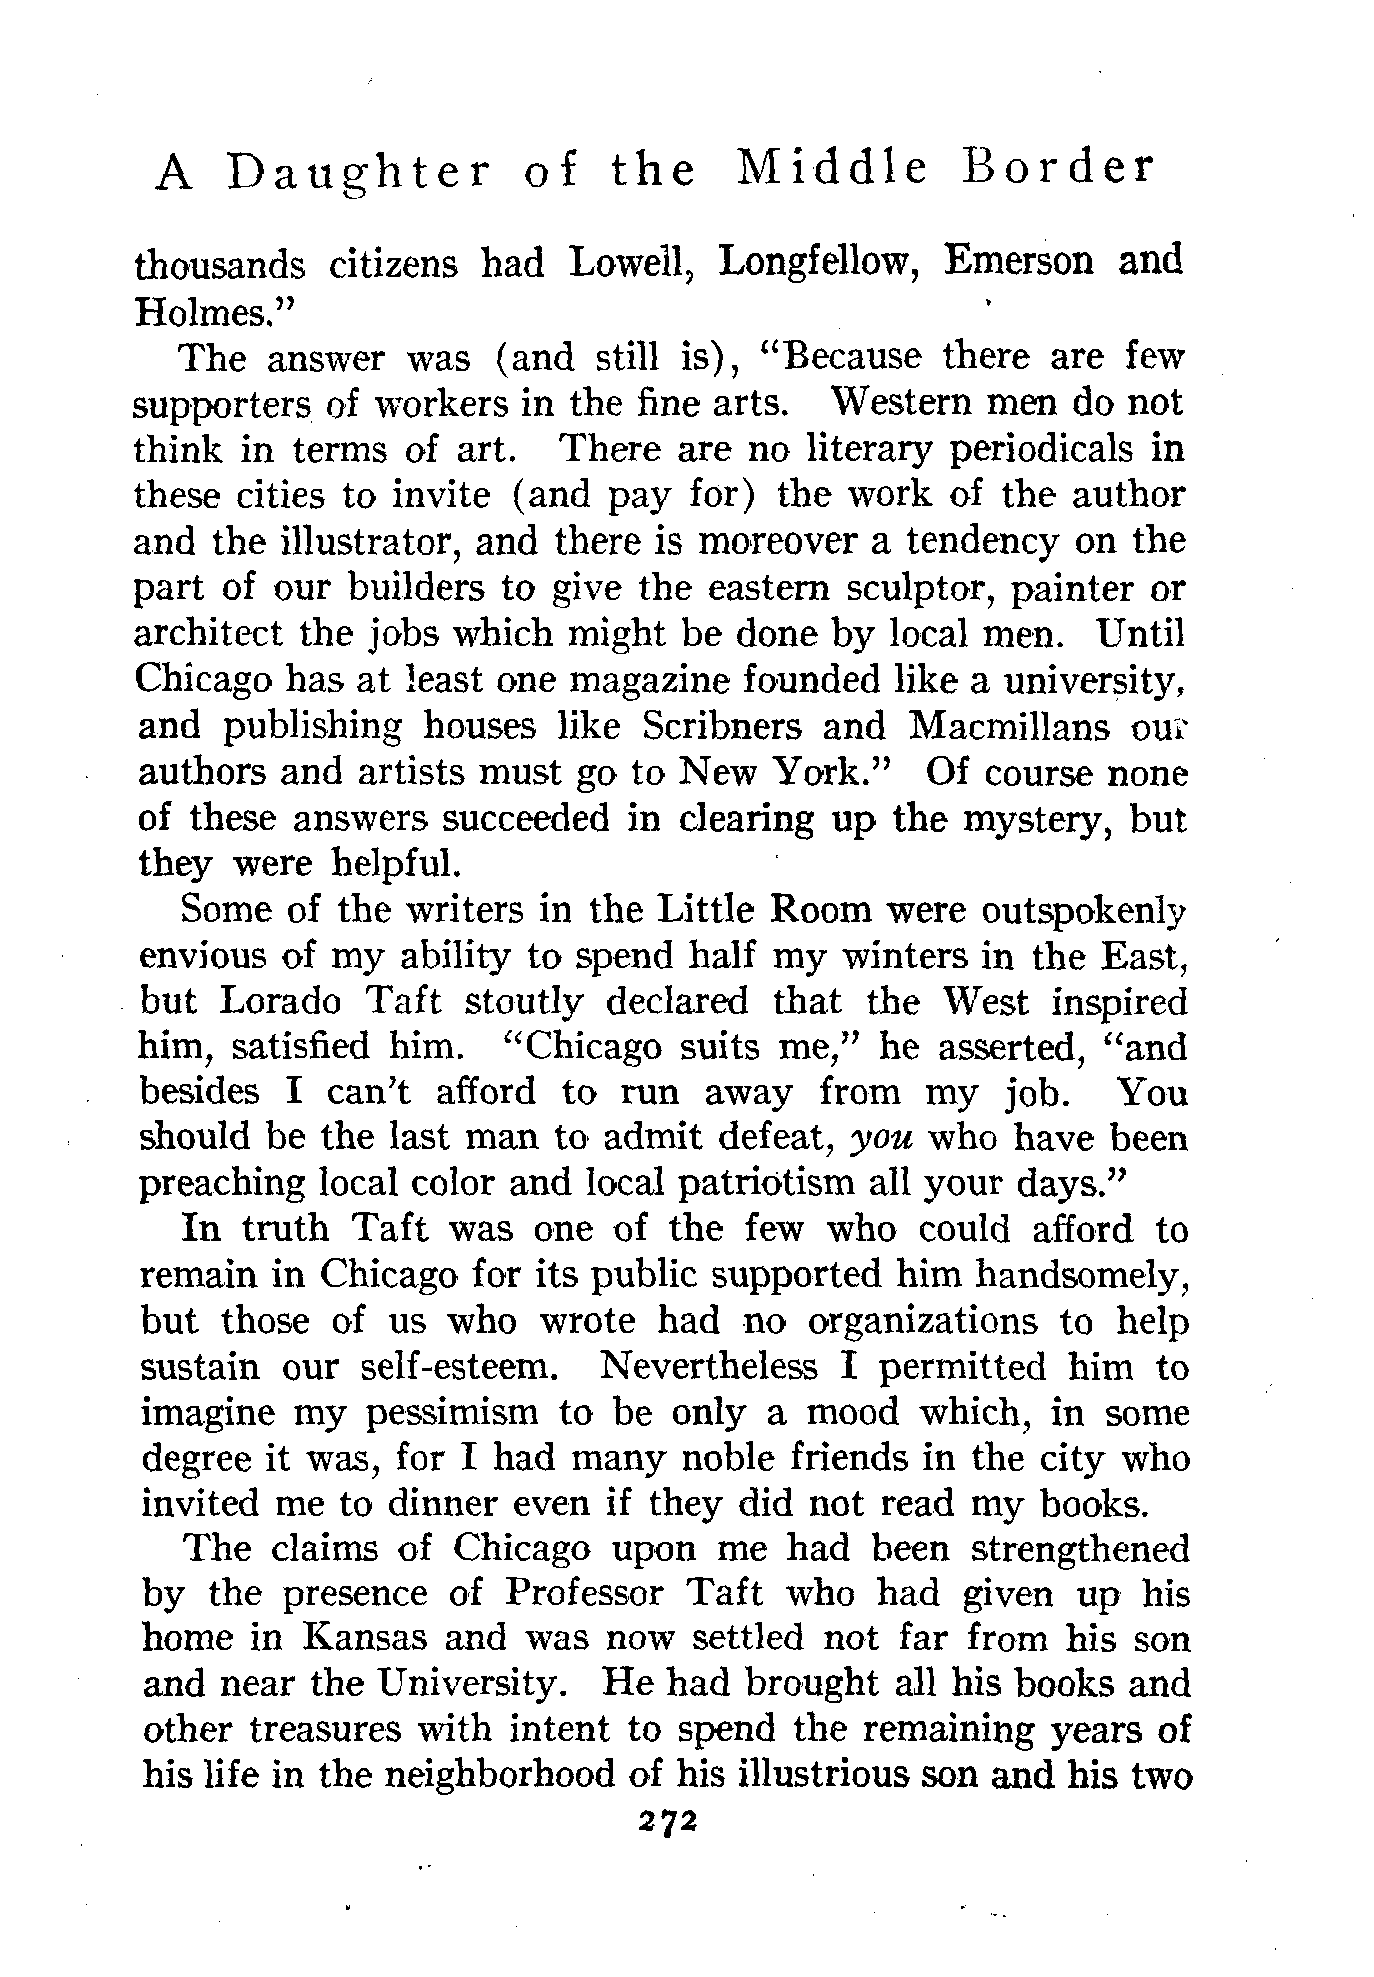 A Daughter of the Middle Border
thousands citizens had Lowell, Longfellow, Emerson and
Holmes."
The answer was (and still is), "Because there are few
supporters of workers in the fine arts. Western men do not
think in terms of art. There are no literary periodicals in
these cities to invite (and pay for) the work of the author
and the illustrator, and there is moreover a tendency on the
part of our builders to give the eastern sculptor, painter or
architect the jobs which might be done by local men. Until
Chicago has at least one magazine founded like a university,
and publishing houses like Scribners and Macmillans our
authors and artists must go to New York." Of course none
of these answers succeeded in clearing up the mystery, but
they were helpful.
Some of the writers in the Little Room were outspokenly
envious of my ability to spend half my winters in the East,
but Lorado Taft stoutly declared that the West inspired
him, satisfied him. "Chicago suits me," he asserted, "and
besides I can't afford to run away from my job. You
should be the last man to admit defeat, you who have been
preaching local color and local patriotism all your days."
In truth Taft was one of the few who could afford to
remain in Chicago for its public supported him handsomely,
but those of us who wrote had no organizations to help
sustain our self-esteem. Nevertheless I permitted him to
imagine my pessimism to be only a mood which, in some
degree it was, for I had many noble friends in the city who
invited me to dinner even if they did not read my books.
The claims of Chicago upon me had been strengthened
by the presence of Professor Taft who had given up his
home in Kansas and was now settled not far from his son
and near the University. He had brought all his books and
other treasures with intent to spend the remaining years of
his life in the neighborhood of his illustrious son and his two
272